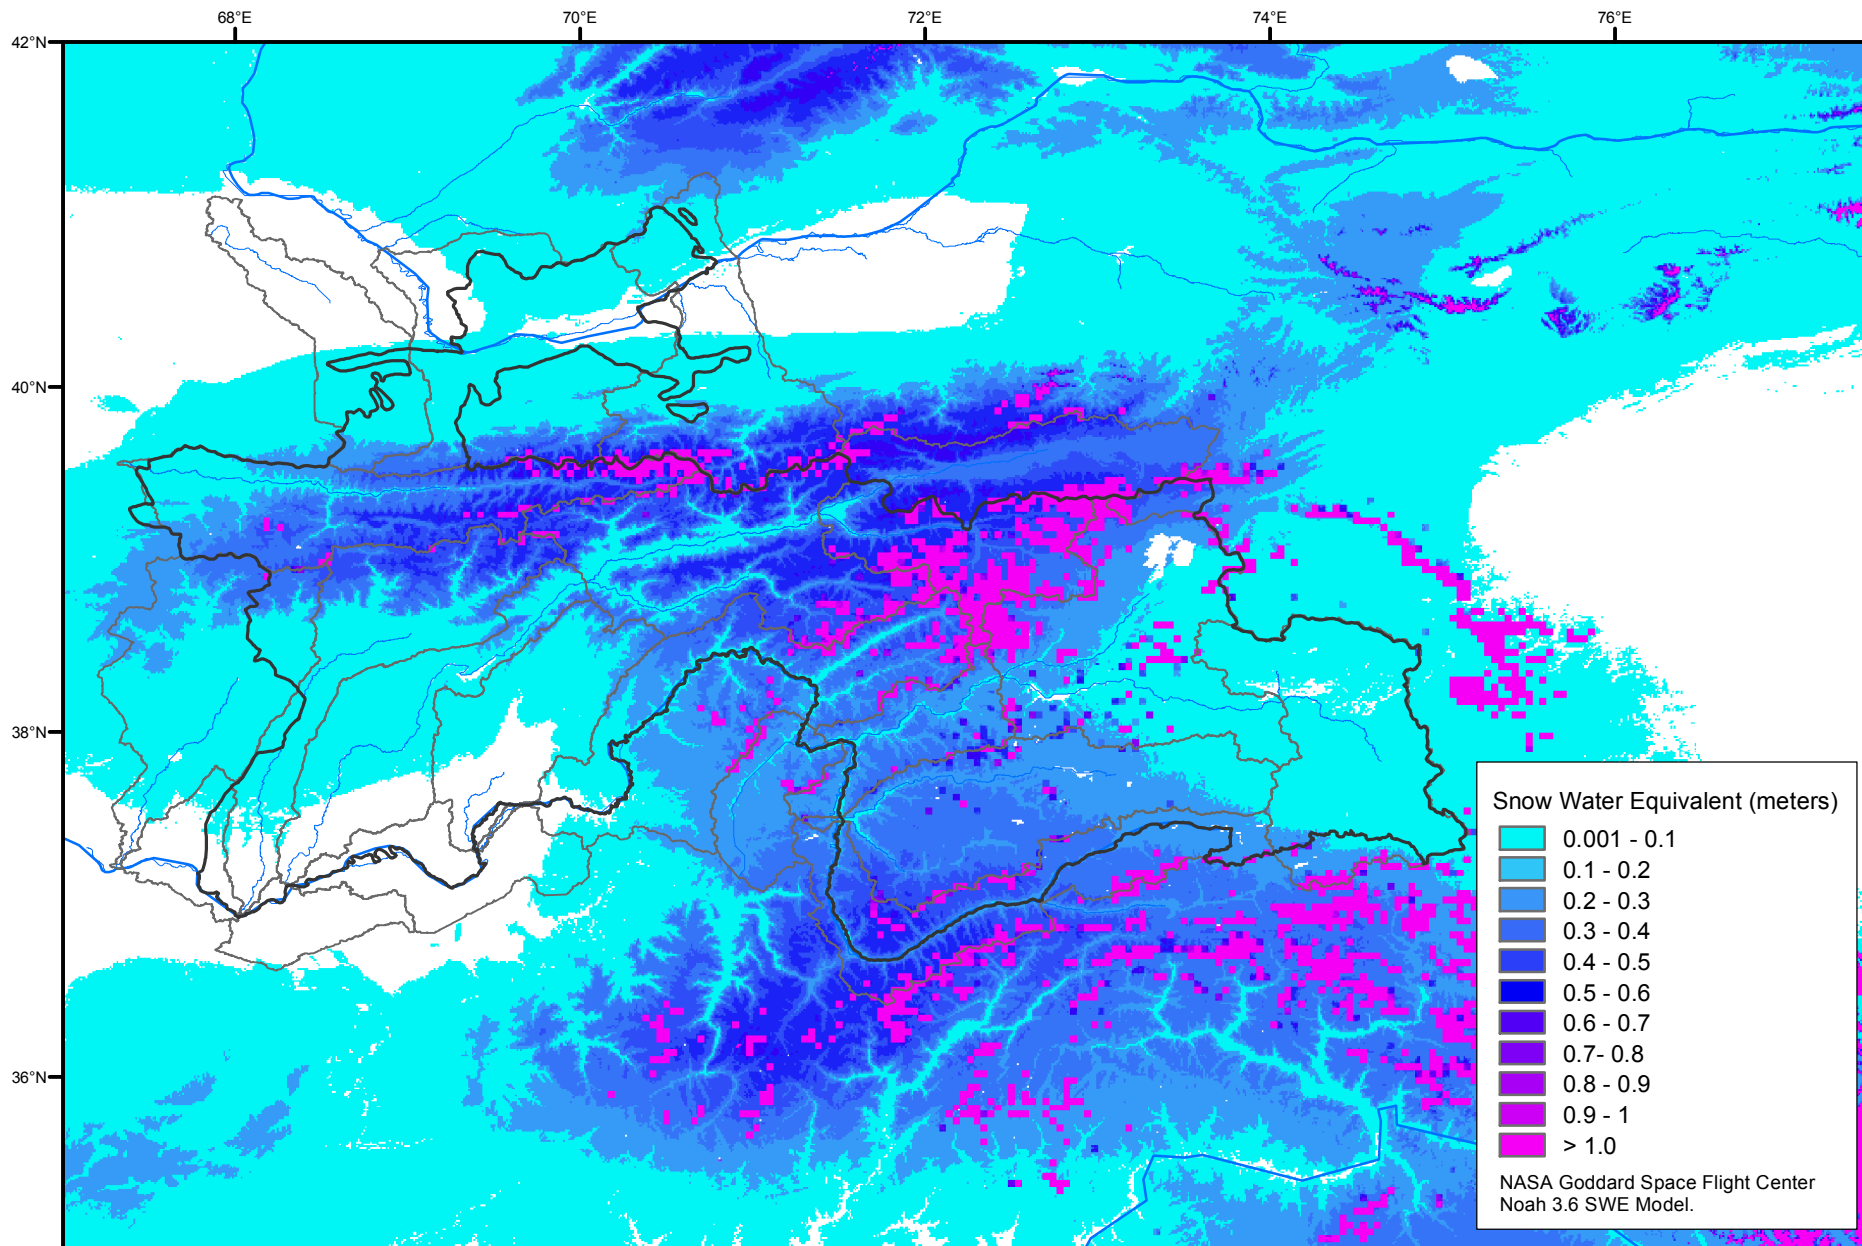 68°E 70°E 72°E 74°E 76°E
42°N
40°N
38°N
36°N
Snow Water Equivalent (meters)
0.001 - 0.1
0.1 - 0.2
0.2 - 0.3
0.3 - 0.4
0.4 - 0.5
0.5 - 0.6
0.6 - 0.7
0.7- 0.8
0.8 - 0.9
0.9 - 1
> 1.0
NASA Goddard Space Flight Center
Noah 3.6 SWE Model.